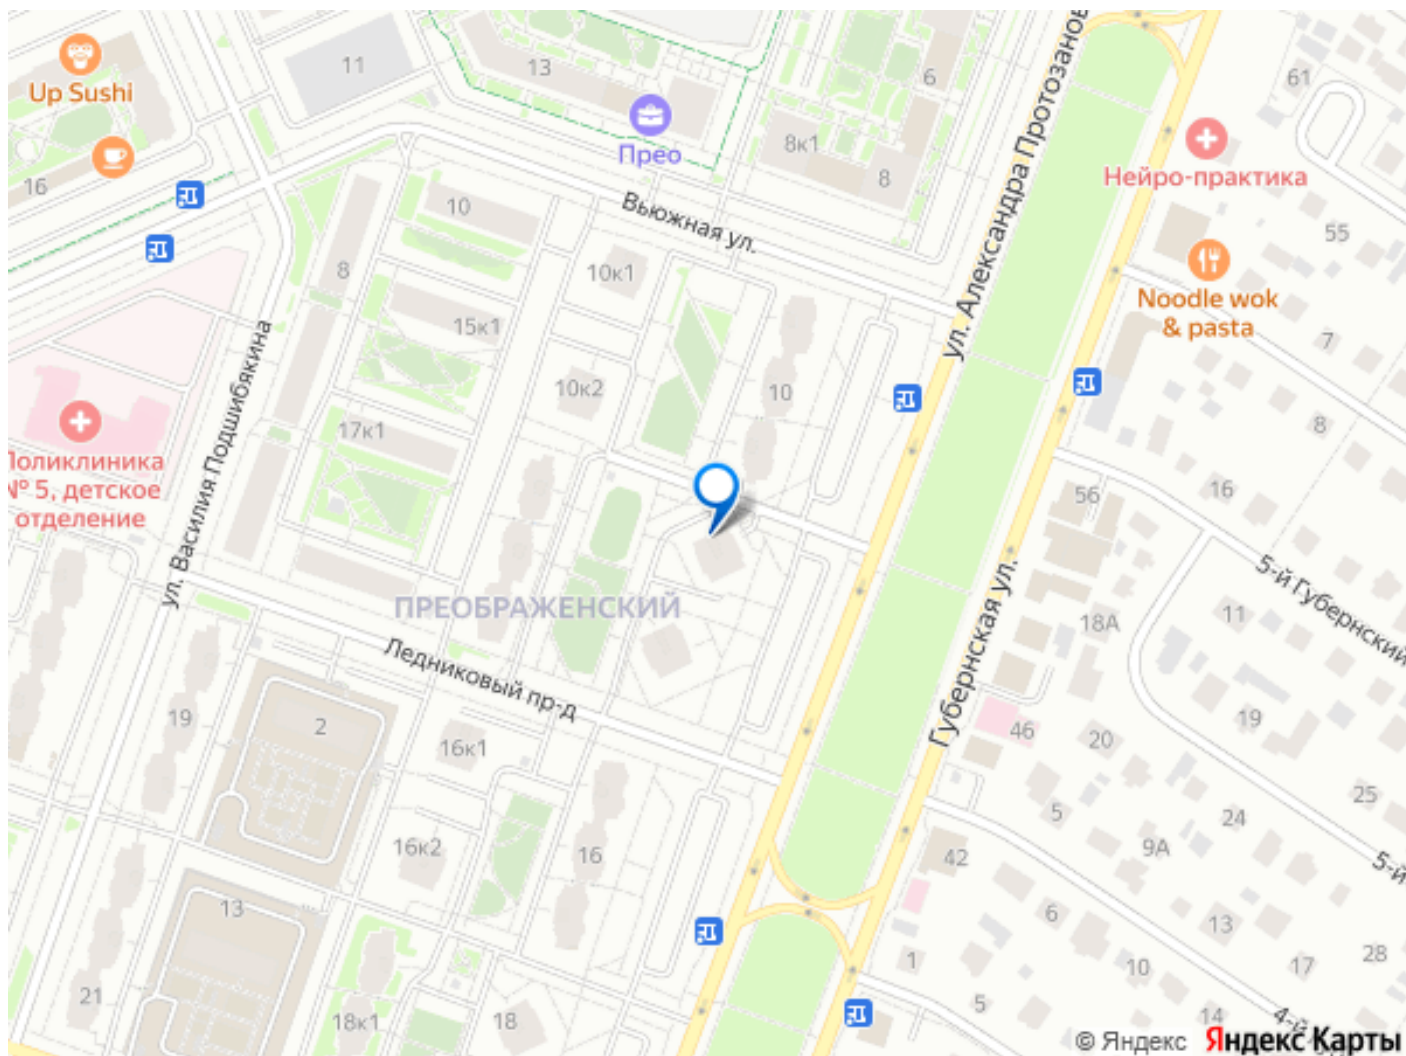 61
11
13
6
Up Sushi
Прео
8к1
8
Нейро-практика
16
10
Вьюжная ул.
55
ул. Александра Протозанов
8
10к1
Noodle wok
& pasta
15к1
7
10к2
10
8
17к1
Поликлиника
№ 5, детское
отделение
ул. Василия Подшибякина
56
16
5-й Губернский
ПРЕОБРАЖЕНСКИЙ
18А
11
Губернская ул.
Ледниковый пр-д
19
2
16к1
46
20
19
25
5
24
16к2
16
42
9А
5-й
13
6
13
28
1
17
10
21
18к1
18
5
14
4-й
© Яндекс Яндекс Карты